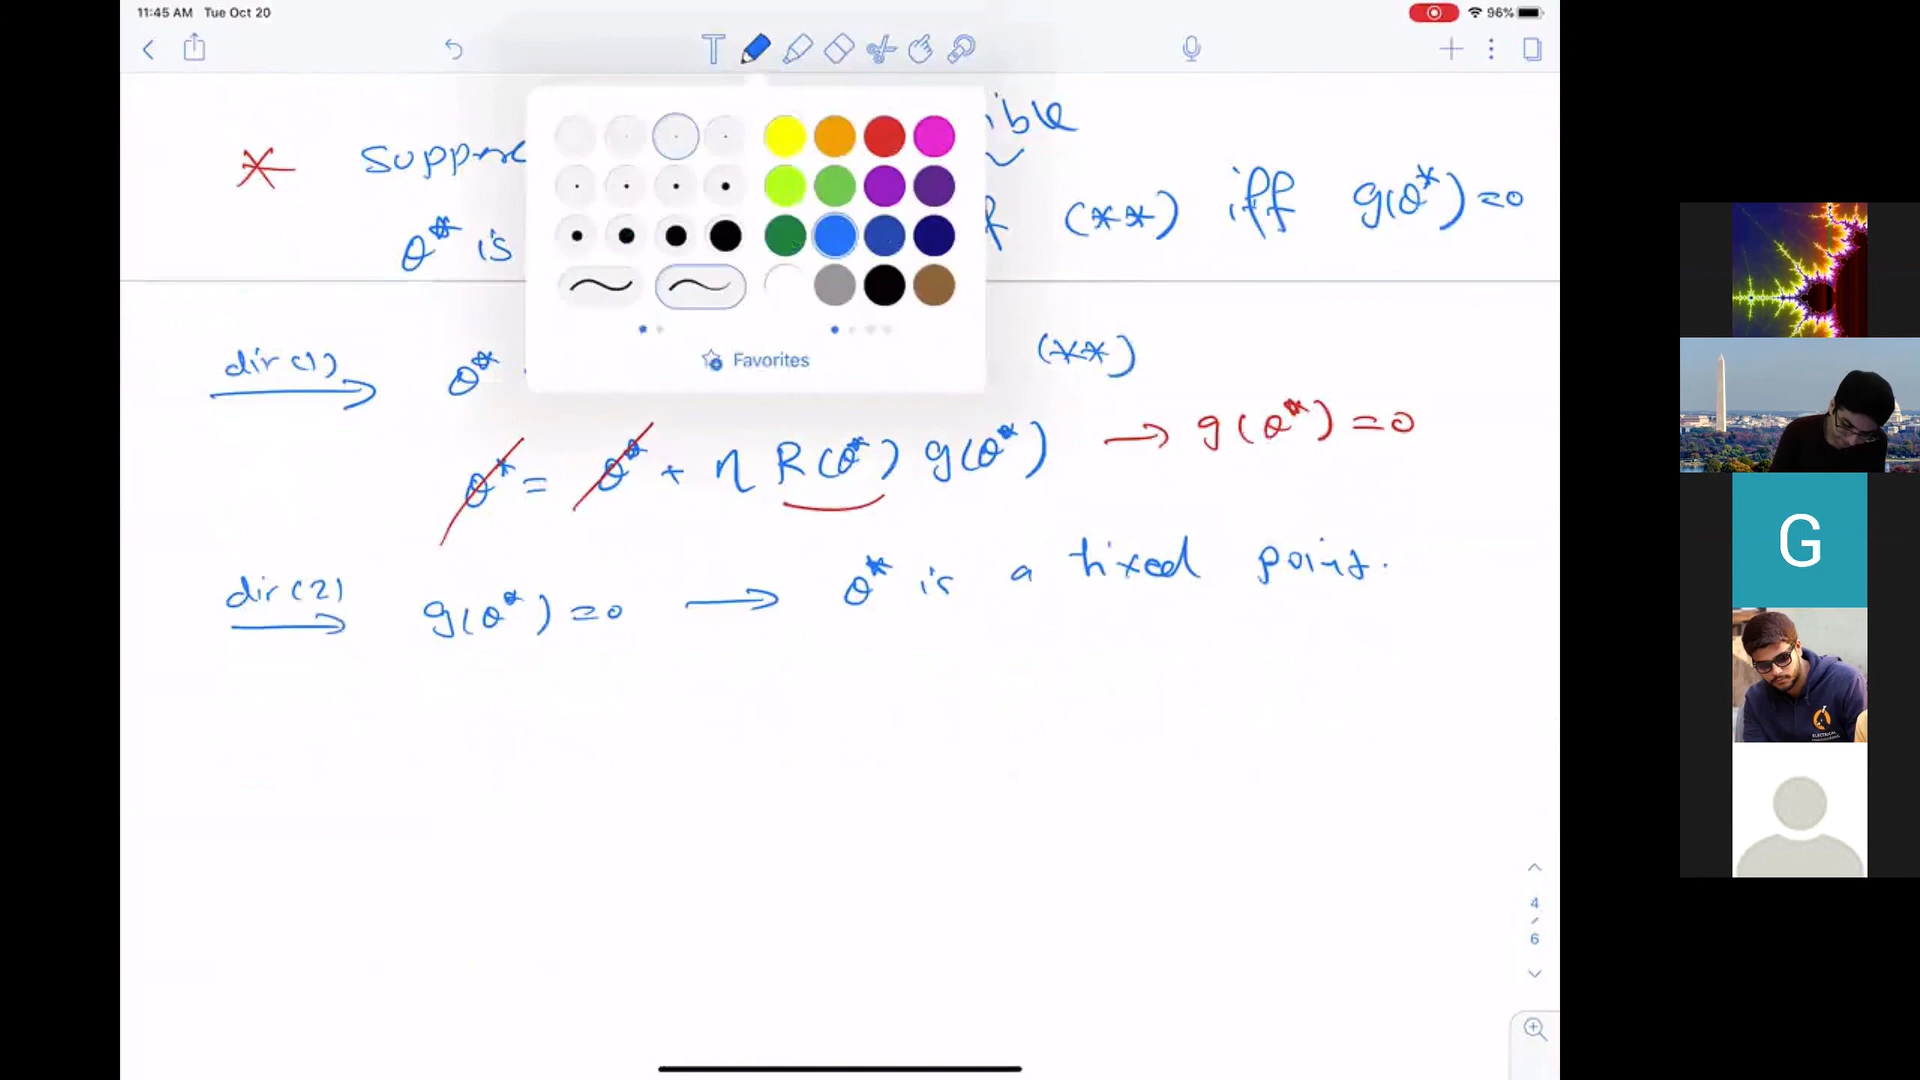 11:45 AM Tue Oct 20
96%
T
ible
* Suppose
θ* is
(**) iff g(θ*)=0
Favorites
dir(1) θ*
(**)
θ* = θ* + η R(θ*) g(θ*) → g(θ*)=0
dir(2) g(θ*)=0 → θ* is a fixed point.
G
ELECTRICAL
4
6